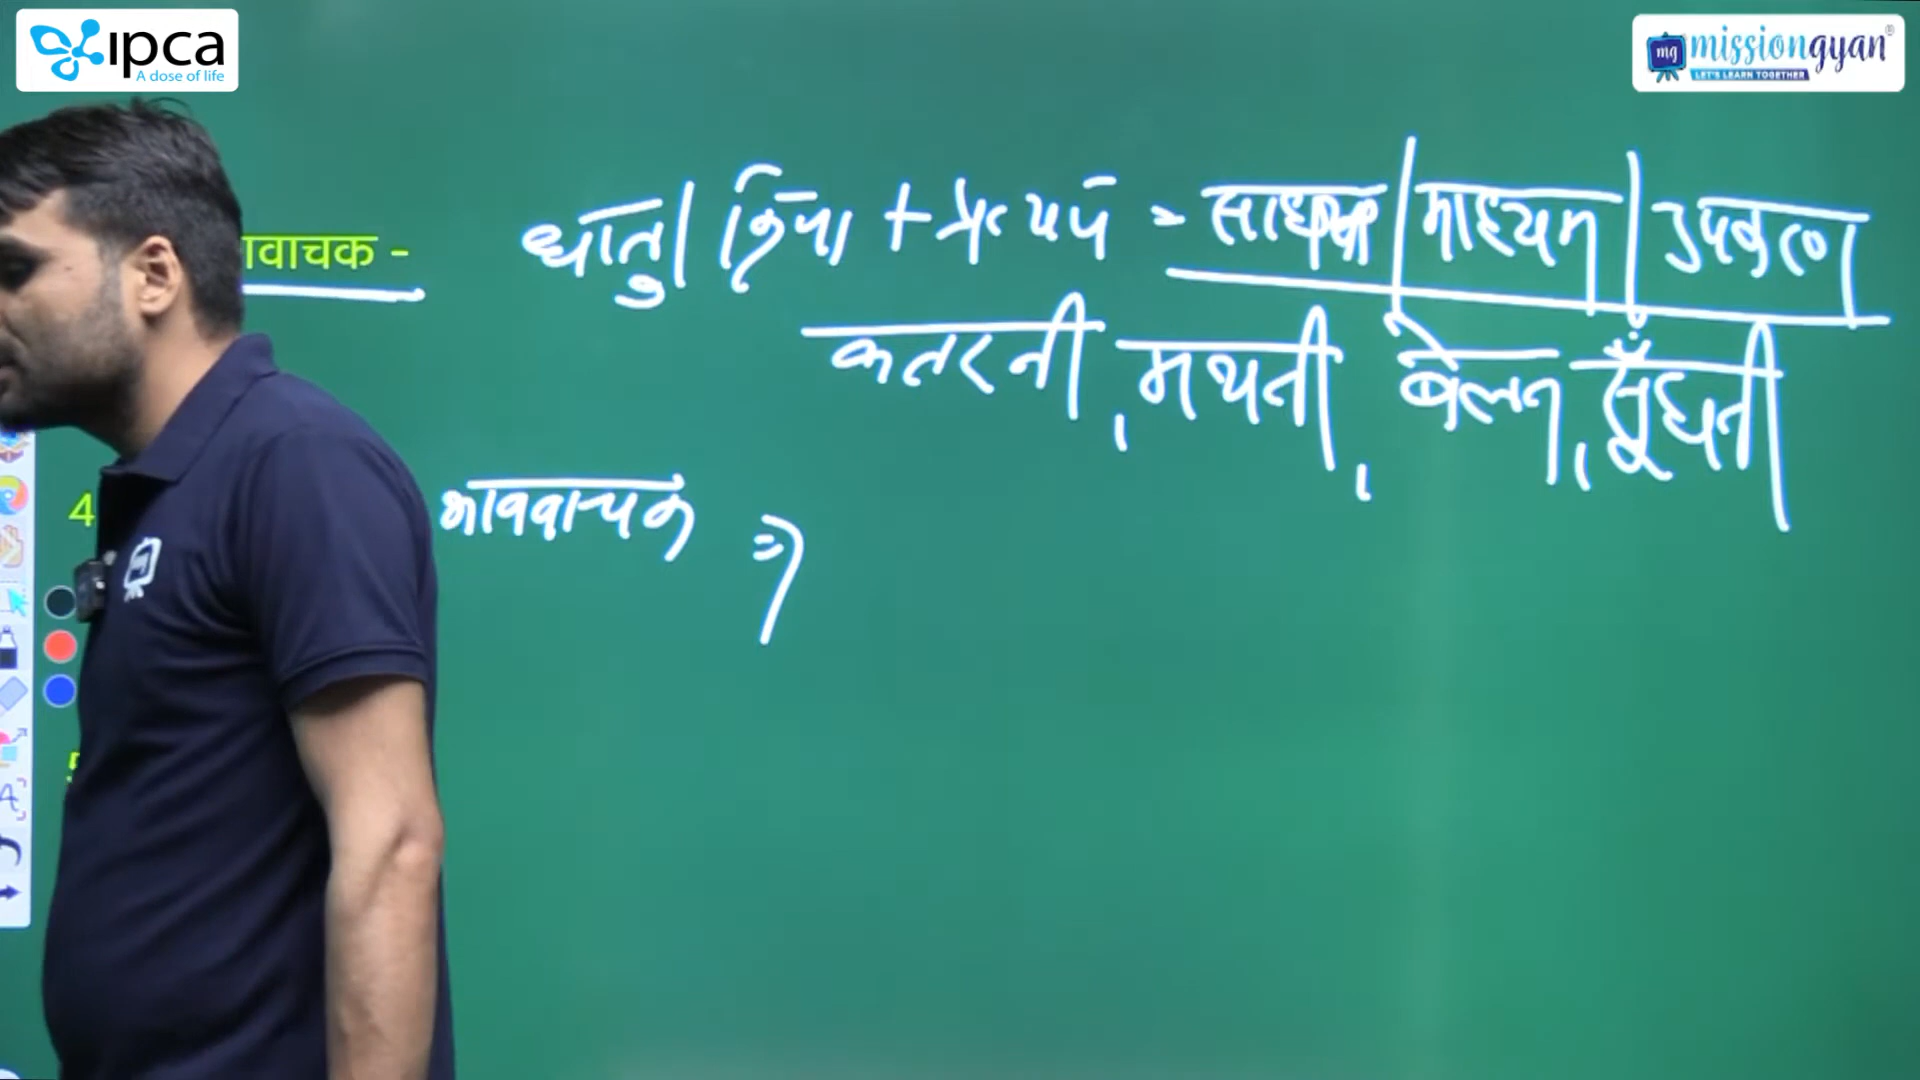 ipca
A dose of life
mg missiongyan®
LET'S LEARN TOGETHER
वाचक -
धातु| क्रिया + प्रत्यय = साधन | माध्यम | उपकरण
कतरनी, मथनी, बेलन, सूँघनी
4
भाववाचक ⇒